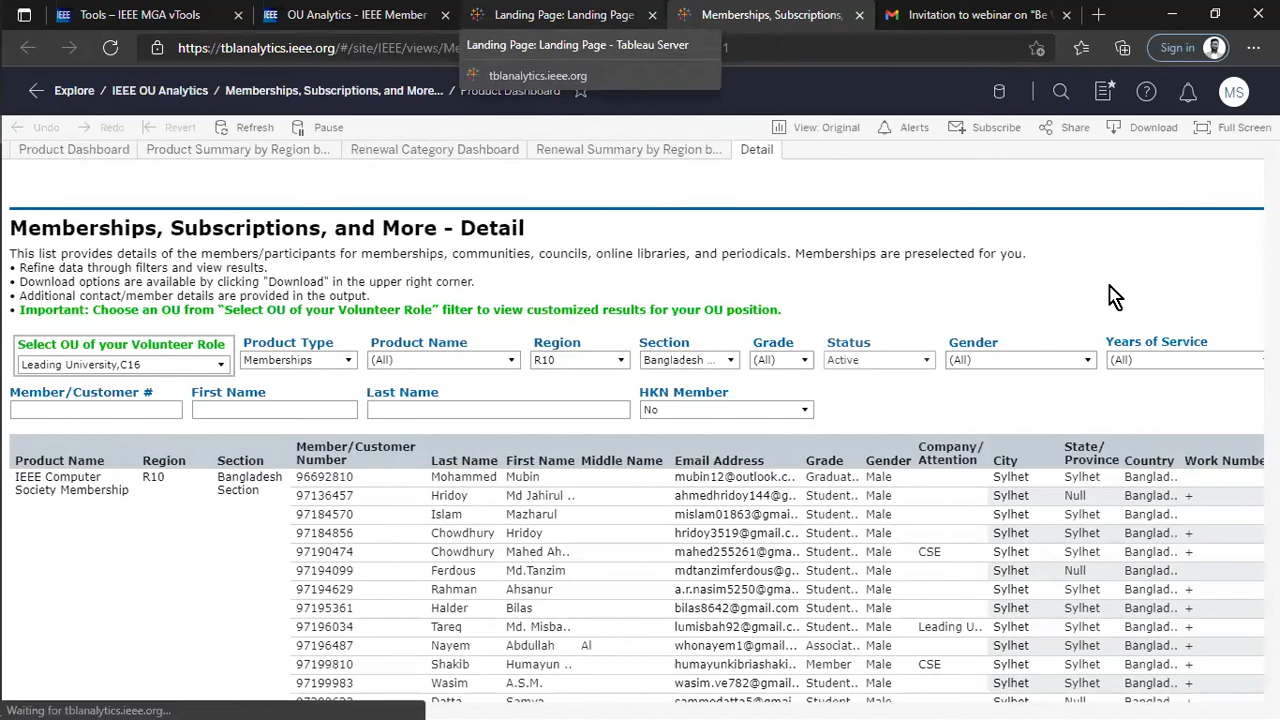 Tools – IEEE MGA vTools
OU Analytics - IEEE Member
Landing Page: Landing Page
Memberships, Subscriptions,
Invitation to webinar on "Be
https://tblanalytics.ieee.org/#/site/IEEE/views/Me
Landing Page: Landing Page - Tableau Server
tblanalytics.ieee.org
1
Sign in
Explore / IEEE OU Analytics / Memberships, Subscriptions, and More... / Product Dashboard
MS
Undo Redo Revert Refresh Pause View: Original Alerts Subscribe Share Download Full Screen
Product Dashboard Product Summary by Region b... Renewal Category Dashboard Renewal Summary by Region b... Detail
Memberships, Subscriptions, and More - Detail
This list provides details of the members/participants for memberships, communities, councils, online libraries, and periodicals. Memberships are preselected for you.
• Refine data through filters and view results.
• Download options are available by clicking "Download" in the upper right corner.
• Additional contact/member details are provided in the output.
• Important: Choose an OU from “Select OU of your Volunteer Role” filter to view customized results for your OU position.
Select OU of your Volunteer Role Product Type Product Name Region Section Grade Status Gender Years of Service
Leading University,C16 Memberships (All) R10 Bangladesh ... (All) Active (All) (All)
Member/Customer # First Name Last Name HKN Member
No
Product Name Region Section Member/Customer Number Last Name First Name Middle Name Email Address Grade Gender Company/ Attention City State/ Province Country Work Numbe
IEEE Computer Society Membership R10 Bangladesh Section 96692810 Mohammed Mubin mubin12@outlook.c.. Graduat.. Male Sylhet Sylhet Banglad..
97136457 Hridoy Md Jahirul .. ahmedhridoy144@g.. Student.. Male Sylhet Null Banglad.. +
97184570 Islam Mazharul mislam01863@gmai.. Student.. Male Sylhet Sylhet Banglad..
97184856 Chowdhury Hridoy hridoy3519@gmail.c.. Student.. Male Sylhet Sylhet Banglad.. +
97190474 Chowdhury Mahed Ah.. mahed255261@gma.. Student.. Male CSE Sylhet Sylhet Banglad.. +
97194099 Ferdous Md.Tanzim mdtanzimferdous@g.. Student.. Male Sylhet Null Banglad..
97194629 Rahman Ahsanur a.r.nasim5250@gma.. Student.. Male Sylhet Sylhet Banglad.. +
97195361 Halder Bilas bilas8642@gmail.com Student.. Male Sylhet Sylhet Banglad.. +
97196034 Tareq Md. Misba.. lumisbah92@gmail.c.. Student.. Male Leading U.. Sylhet Sylhet Banglad.. +
97196487 Nayem Abdullah Al whonayem1@gmail... Associat.. Male Sylhet Sylhet Banglad.. +
97199810 Shakib Humayun .. humayunkibriashaki.. Member Male CSE Sylhet Sylhet Banglad.. +
97199983 Wasim A.S.M. wasim.ve782@gmai.. Student.. Male Sylhet Sylhet Banglad.. +
Datta Samya Student.. Male Sylhet Null Banglad..
Waiting for tblanalytics.ieee.org...